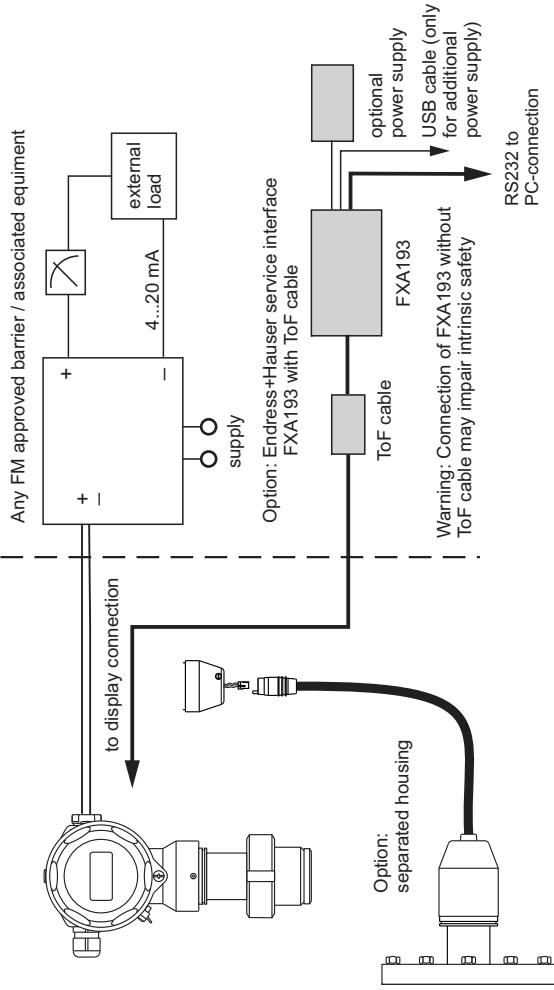 Any FM approved barrier / associated equiment
+
–
+
–
supply
4...20 mA
external
load
to display connection
Option: Endress+Hauser service interface
FXA193 with ToF cable
ToF cable
FXA193
optional
power supply
USB cable (only
for additional
power supply)
RS232 to
PC-connection
Warning: Connection of FXA193 without
ToF cable may impair intrinsic safety
Option:
separated housing